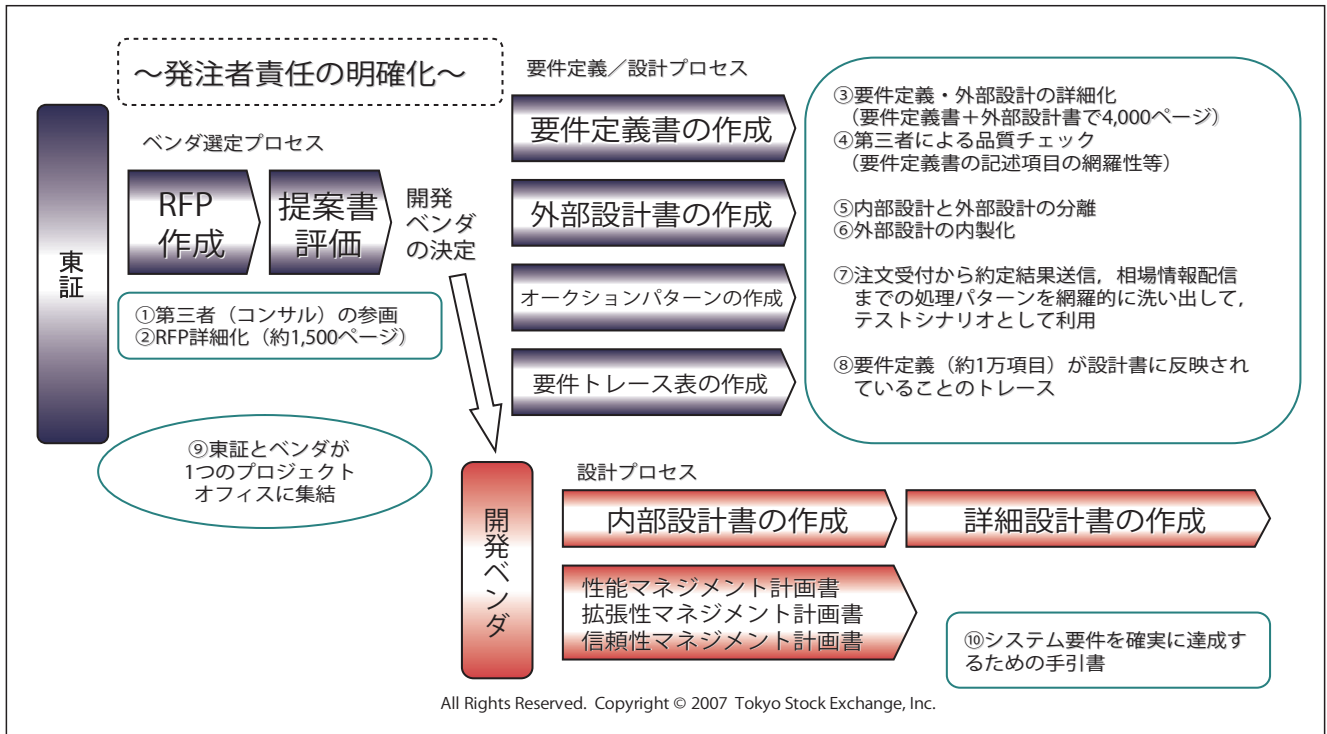 ～発注者責任の明確化～
東証
ベンダ選定プロセス
RFP
作成
提案書
評価
開発
ベンダ
の決定
①第三者（コンサル）の参画
②RFP詳細化（約1,500ページ）
要件定義／設計プロセス
要件定義書の作成
外部設計書の作成
オークションパターンの作成
要件トレース表の作成
③要件定義・外部設計の詳細化
（要件定義書＋外部設計書で4,000ページ）
④第三者による品質チェック
（要件定義書の記述項目の網羅性等）
⑤内部設計と外部設計の分離
⑥外部設計の内製化
⑦注文受付から約定結果送信，相場情報配信
までの処理パターンを網羅的に洗い出して，
テストシナリオとして利用
⑧要件定義（約1万項目）が設計書に反映され
ていることのトレース
⑨東証とベンダが
1つのプロジェクト
オフィスに集結
開発ベンダ
設計プロセス
内部設計書の作成
詳細設計書の作成
性能マネジメント計画書
拡張性マネジメント計画書
信頼性マネジメント計画書
⑩システム要件を確実に達成す
るための手引書
All Rights Reserved. Copyright © 2007 Tokyo Stock Exchange, Inc.